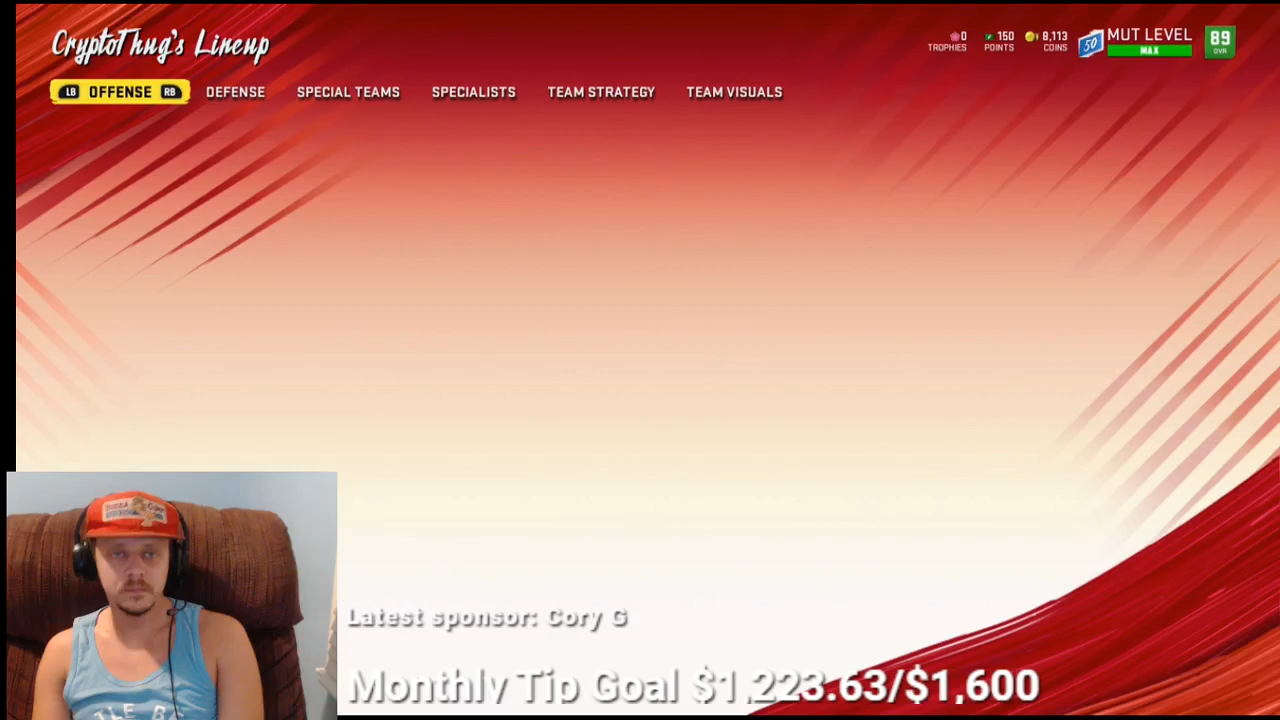 CryptoThug's Lineup
0 TROPHIES
150 POINTS
8,113 COINS
50
MUT LEVEL
MAX
89 OVR
LB OFFENSE RB
DEFENSE
SPECIAL TEAMS
SPECIALISTS
TEAM STRATEGY
TEAM VISUALS
Latest sponsor: Cory G
Monthly Tip Goal $1,223.63/$1,600